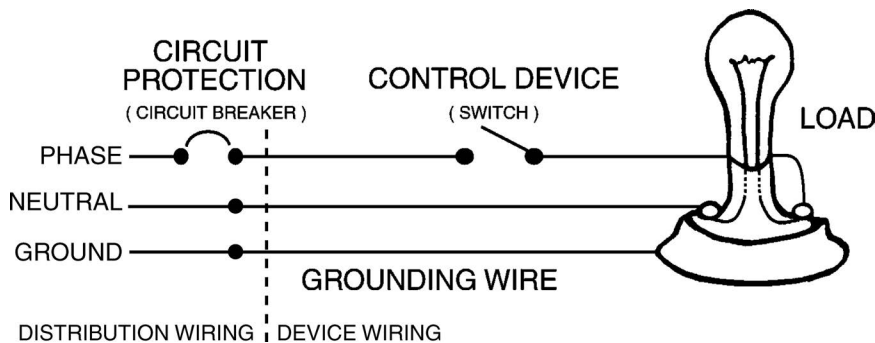 CIRCUIT
PROTECTION
( CIRCUIT BREAKER )
CONTROL DEVICE
( SWITCH )
LOAD
PHASE
NEUTRAL
GROUND
GROUNDING WIRE
DISTRIBUTION WIRING
DEVICE WIRING